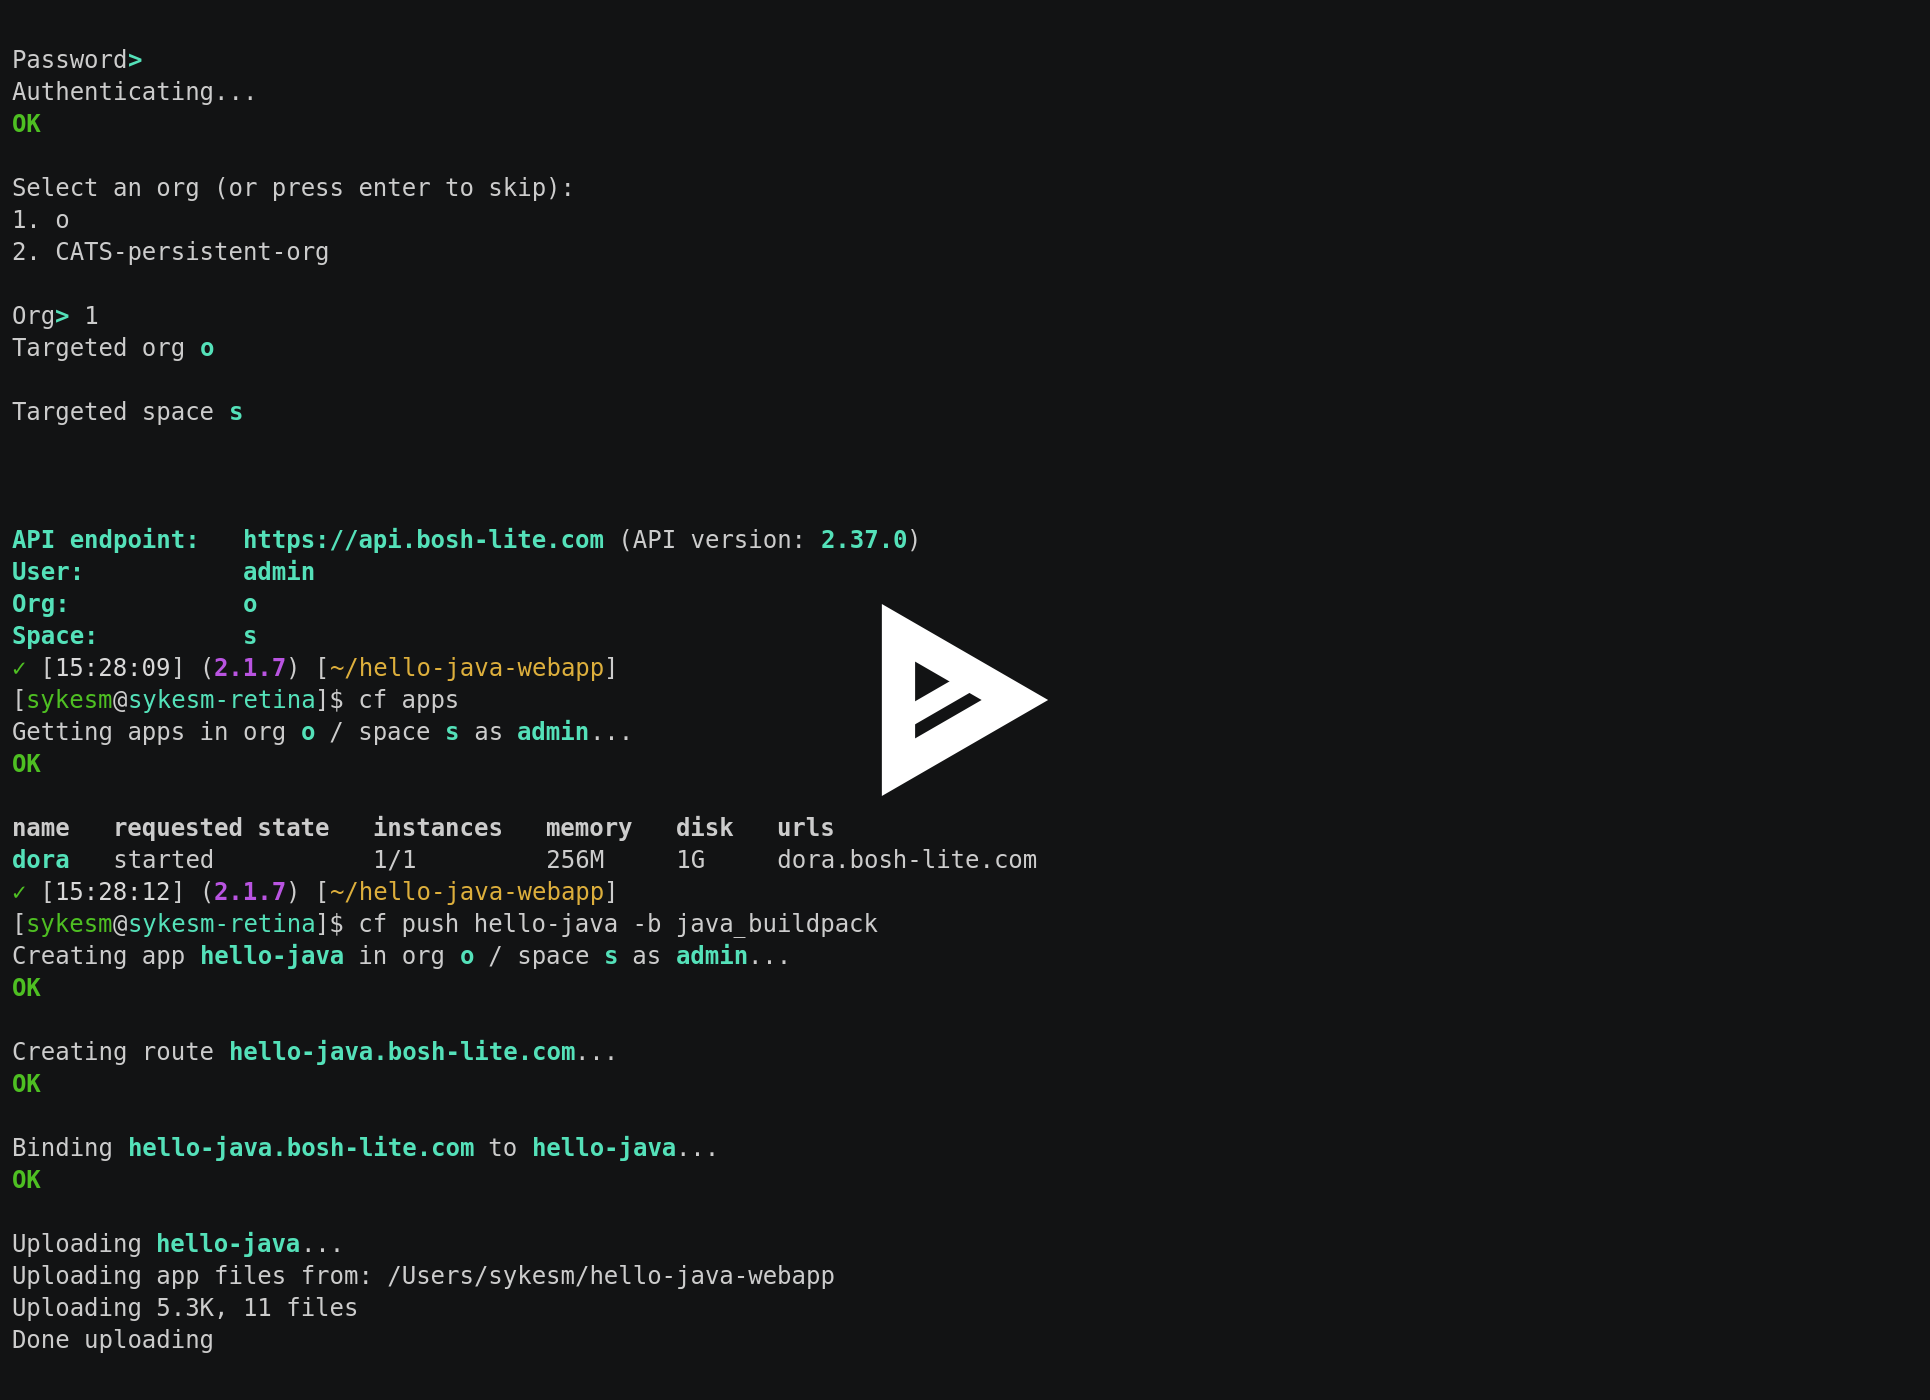 Password>
Authenticating...
OK
Select an org (or press enter to skip):
1. o
2. CATS-persistent-org
Org> 1
Targeted org o
Targeted space s
API endpoint:   https://api.bosh-lite.com (API version: 2.37.0)
User:           admin
Org:            o
Space:          s
✓ [15:28:09] (2.1.7) [~/hello-java-webapp]
[sykesm@sykesm-retina]$ cf apps
Getting apps in org o / space s as admin...
OK
name   requested state   instances   memory   disk   urls
dora   started           1/1         256M     1G     dora.bosh-lite.com
✓ [15:28:12] (2.1.7) [~/hello-java-webapp]
[sykesm@sykesm-retina]$ cf push hello-java -b java_buildpack
Creating app hello-java in org o / space s as admin...
OK
Creating route hello-java.bosh-lite.com...
OK
Binding hello-java.bosh-lite.com to hello-java...
OK
Uploading hello-java...
Uploading app files from: /Users/sykesm/hello-java-webapp
Uploading 5.3K, 11 files
Done uploading